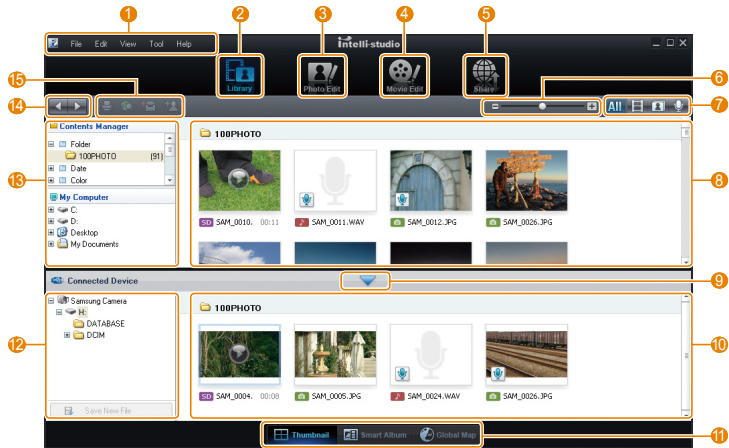 1 2 3 4 5
File Edit View Tool Help
intelli-studio
Library Photo Edit Movie Edit Share
6
15
14
All
7
Contents Manager
Folder
100PHOTO (91)
Date
Color
13
My Computer
C:
D:
Desktop
My Documents
100PHOTO
SD SAM_0010. 00:11
SAM_0011.WAV
SAM_0012.JPG
SAM_0026.JPG
8
Connected Device
9
Samsung Camera
H:
DATABASE
DCIM
12
Save New File
100PHOTO
SD SAM_0004. 00:08
SAM_0005.JPG
SAM_0024.WAV
SAM_0026.JPG
10
Thumbnail Smart Album Global Map
11